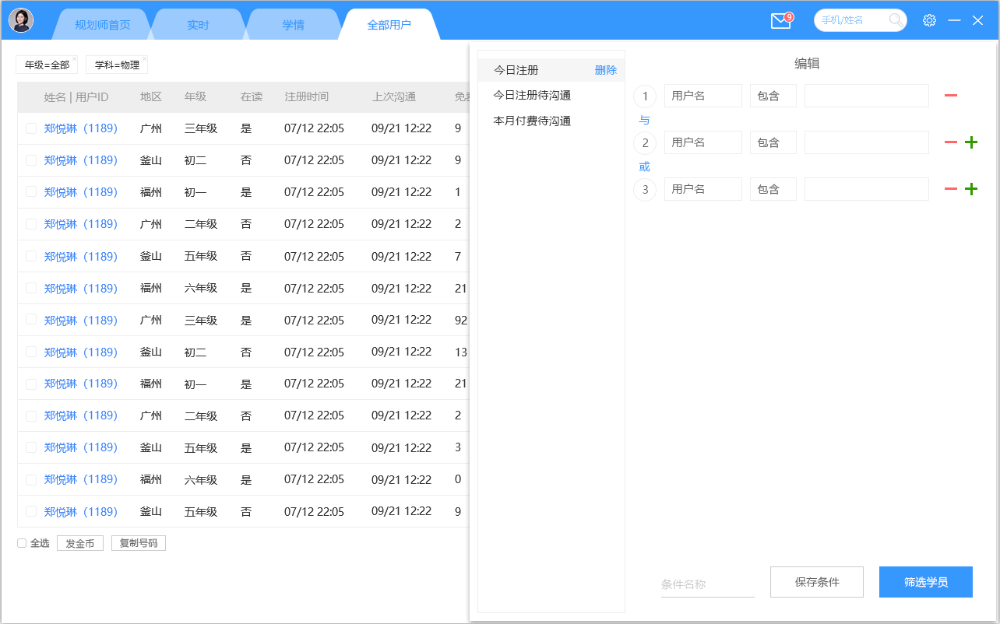 规划师首页 实时 学情 全部用户 9 手机/姓名
年级=全部 学科=物理
姓名 | 用户ID 地区 年级 在读 注册时间 上次沟通
郑悦琳（1189） 广州 三年级 是 07/12 22:05 09/21 12:22 9
郑悦琳（1189） 釜山 初二 否 07/12 22:05 09/21 12:22 9
郑悦琳（1189） 福州 初一 是 07/12 22:05 09/21 12:22 1
郑悦琳（1189） 广州 二年级 否 07/12 22:05 09/21 12:22 2
郑悦琳（1189） 釜山 五年级 否 07/12 22:05 09/21 12:22 7
郑悦琳（1189） 福州 六年级 是 07/12 22:05 09/21 12:22 21
郑悦琳（1189） 广州 三年级 是 07/12 22:05 09/21 12:22 92
郑悦琳（1189） 釜山 初二 否 07/12 22:05 09/21 12:22 13
郑悦琳（1189） 福州 初一 是 07/12 22:05 09/21 12:22 21
郑悦琳（1189） 广州 二年级 否 07/12 22:05 09/21 12:22 2
郑悦琳（1189） 釜山 五年级 是 07/12 22:05 09/21 12:22 3
郑悦琳（1189） 福州 六年级 是 07/12 22:05 09/21 12:22 0
郑悦琳（1189） 釜山 五年级 否 07/12 22:05 09/21 12:22 9
全选 发金币 复制号码
今日注册 删除
今日注册待沟通
本月付费待沟通
编辑
1 用户名 包含
与
2 用户名 包含
或
3 用户名 包含
条件名称 保存条件 筛选学员